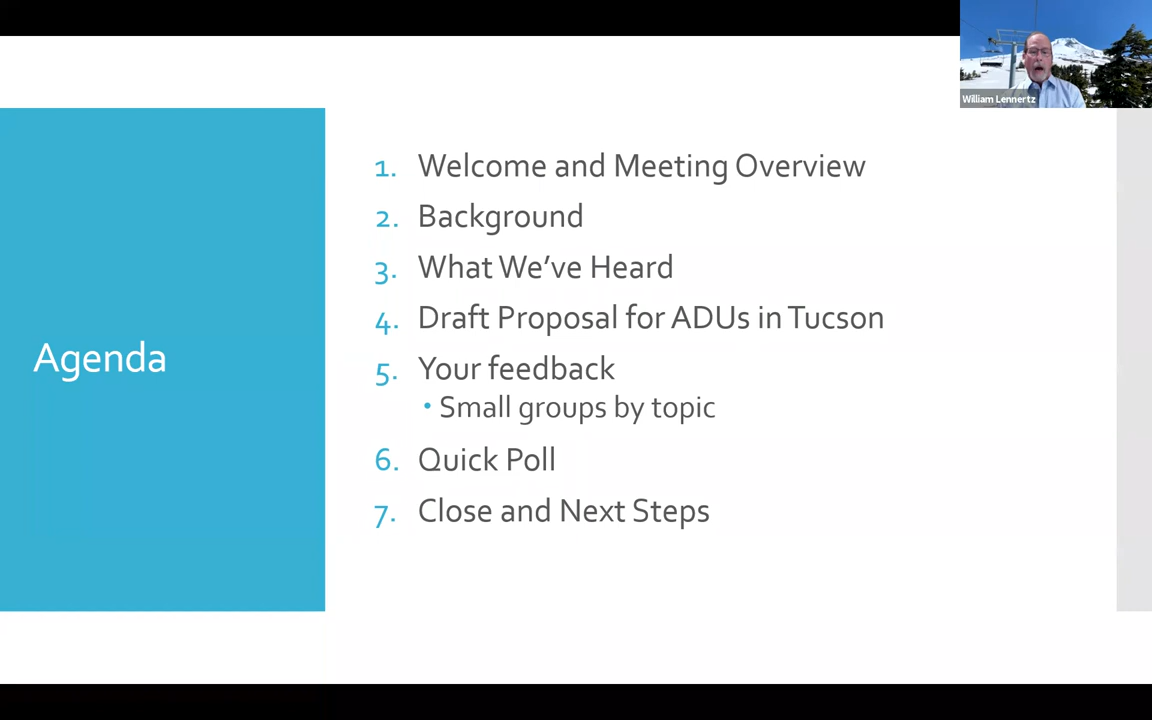 William Lennertz
Agenda
1. Welcome and Meeting Overview
2. Background
3. What We've Heard
4. Draft Proposal for ADUs in Tucson
5. Your feedback
• Small groups by topic
6. Quick Poll
7. Close and Next Steps